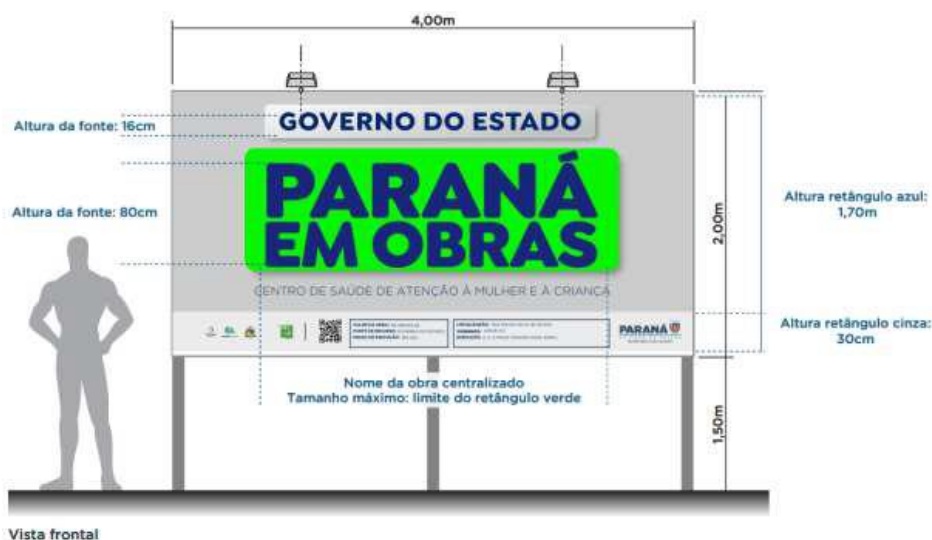 4,00m
Altura da fonte: 16cm
GOVERNO DO ESTADO
Altura da fonte: 80cm
PARANÁ
EM OBRAS
CENTRO DE SAÚDE DE ATENÇÃO À MULHER E À CRIANÇA
2,00m
Altura retângulo azul:
1,70m
PARANÁ
Altura retângulo cinza:
30cm
Nome da obra centralizado
Tamanho máximo: limite do retângulo verde
1,50m
Vista frontal